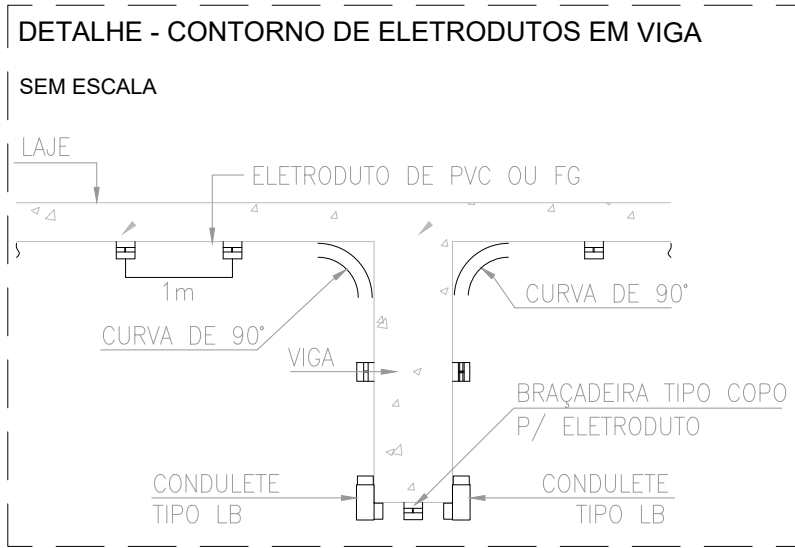 DETALHE - CONTORNO DE ELETRODUTOS EM VIGA
SEM ESCALA
LAJE
ELETRODUTO DE PVC OU FG
1m
CURVA DE 90°
CURVA DE 90°
VIGA
BRAÇADEIRA TIPO COPO
P/ ELETRODUTO
CONDULETE
TIPO LB
CONDULETE
TIPO LB